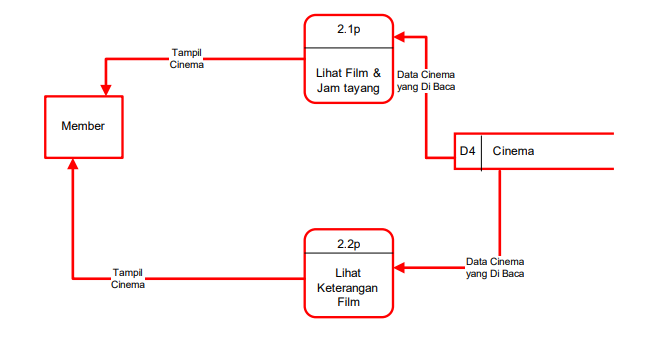 2.1p
Lihat Film &
Jam tayang
Tampil
Cinema
Data Cinema
yang Di Baca
Member
D4
Cinema
2.2p
Lihat
Keterangan
Film
Data Cinema
yang Di Baca
Tampil
Cinema